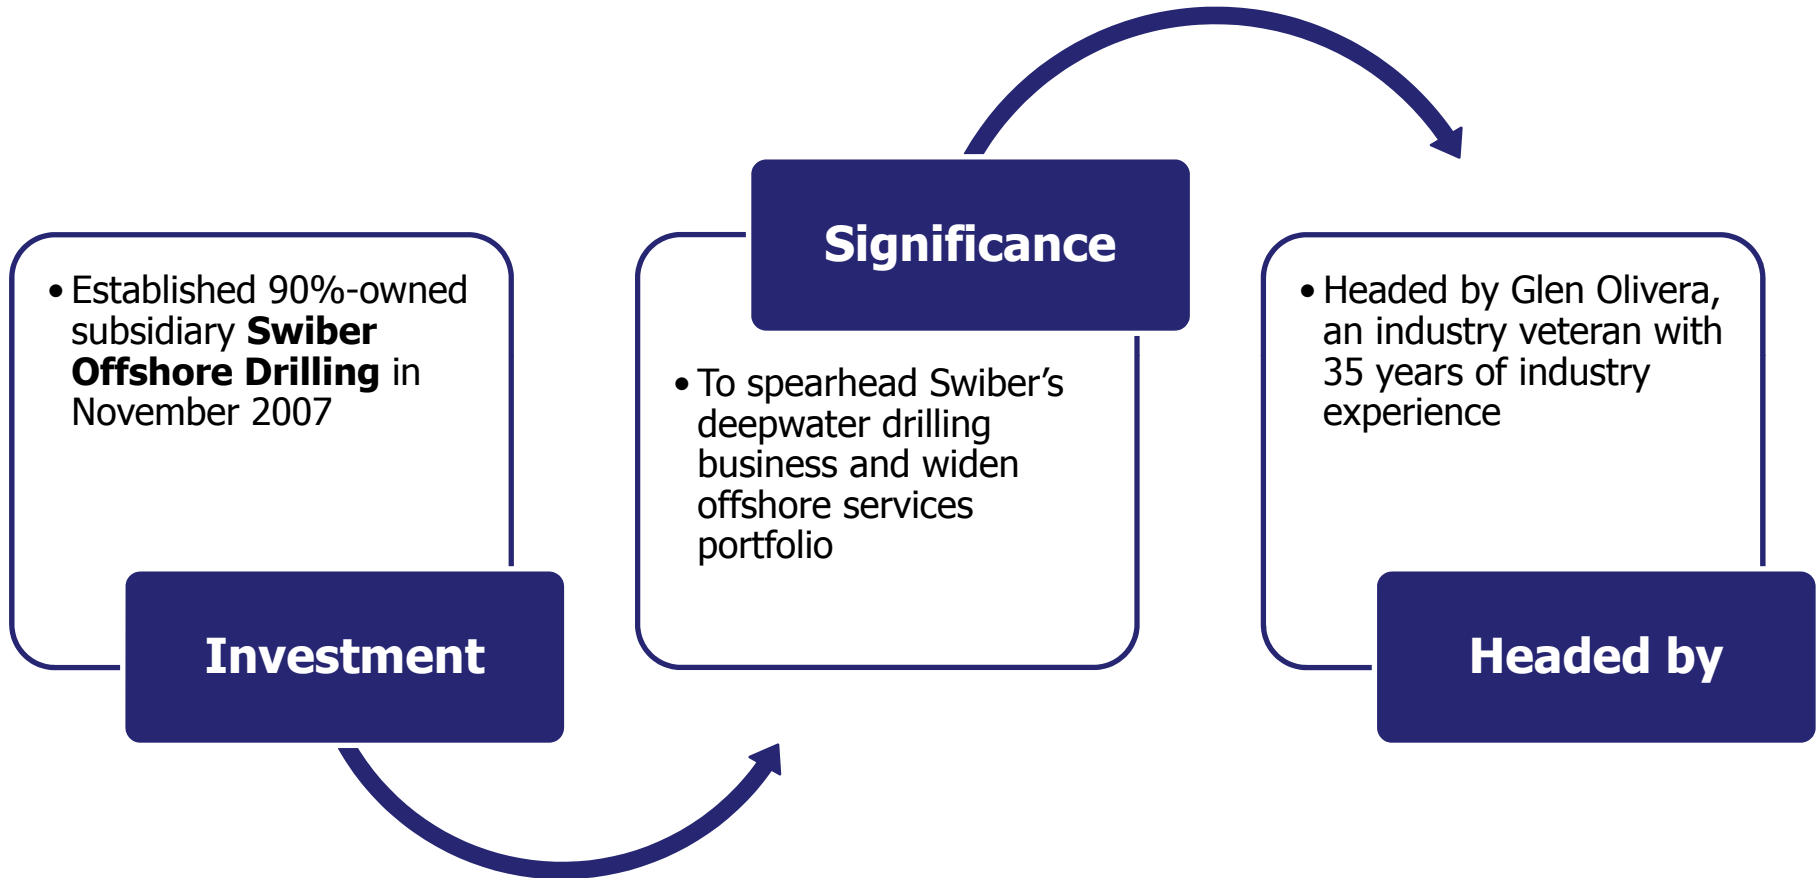 • Established 90%-owned
subsidiary Swiber
Offshore Drilling in
November 2007
Investment
Significance
• To spearhead Swiber’s
deepwater drilling
business and widen
offshore services
portfolio
• Headed by Glen Olivera,
an industry veteran with
35 years of industry
experience
Headed by